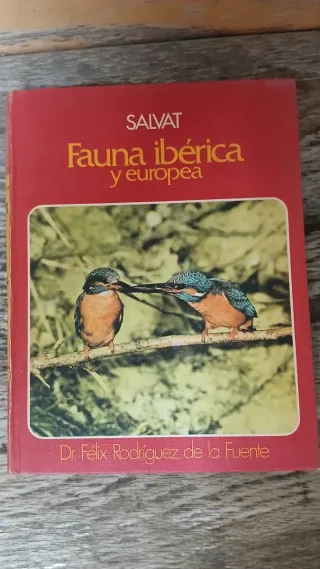 SALVAT
Fauna ibérica
y europea
Dr. Félix Rodríguez de la Fuente